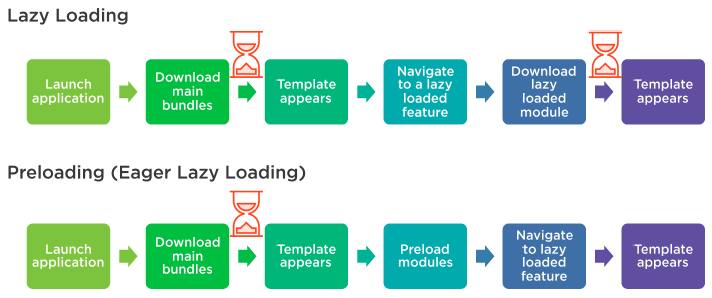 Lazy Loading
Launch
application
Download
main
bundles
Template
appears
Navigate
to a lazy
loaded
feature
Download
lazy
loaded
module
Template
appears
Preloading (Eager Lazy Loading)
Launch
application
Download
main
bundles
Template
appears
Preload
modules
Navigate
to lazy
loaded
feature
Template
appears